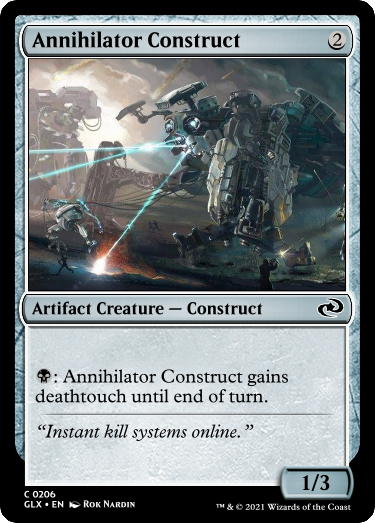 Annihilator Construct 2
Artifact Creature — Construct
: Annihilator Construct gains
deathtouch until end of turn.
“Instant kill systems online.”
1/3
C 0206
GLX • EN Rok Nardin
™ & © 2021 Wizards of the Coast